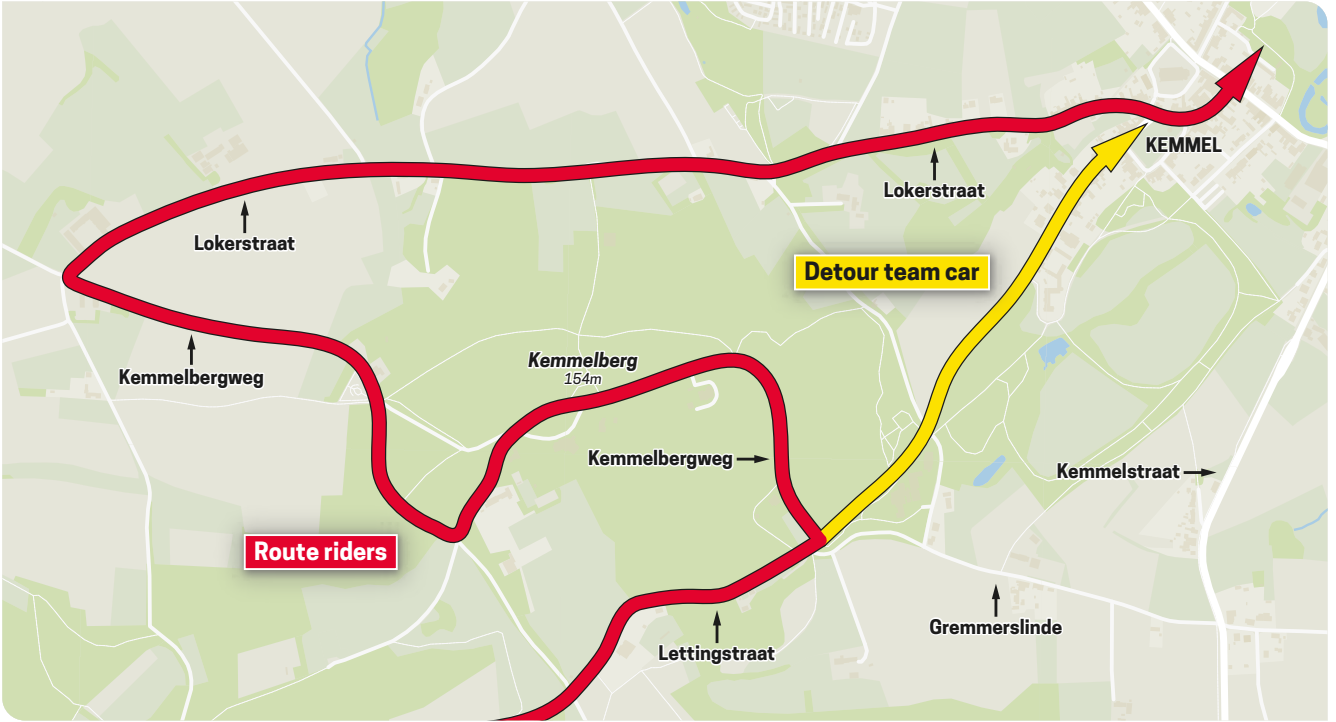 KEMMEL
Lokerstraat
Lokerstraat
Detour team car
Kemmelberg
154m
Kemmelbergweg
Kemmelbergweg
Kemmelstraat
Route riders
Gremmerslinde
Lettingstraat